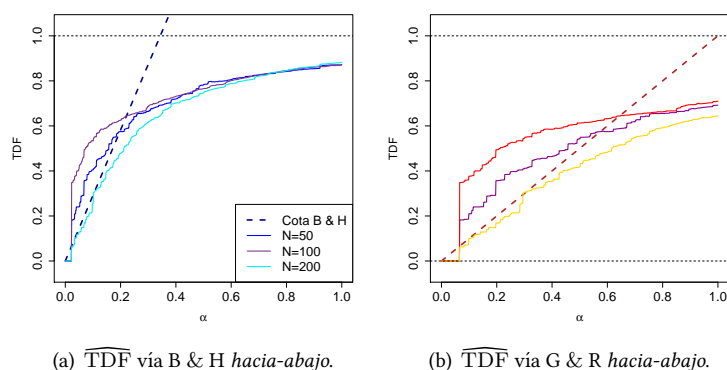 TDF
1.0
0.8
0.6
0.4
0.2
0.0
Cota B & H
N=50
N=100
N=200
0.0 0.2 0.4 0.6 0.8 1.0
α
TDF
1.0
0.8
0.6
0.4
0.2
0.0
0.0 0.2 0.4 0.6 0.8 1.0
α
(a) TDF vía B & H hacia-abajo.
(b) TDF vía G & R hacia-abajo.